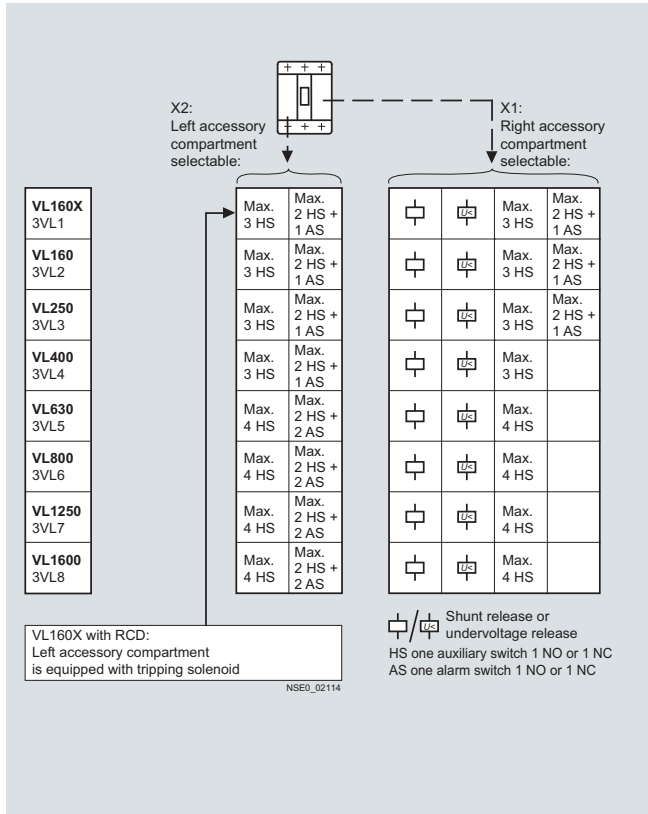 X2:
Left accessory
compartment
selectable:
X1:
Right accessory
compartment
selectable:
VL160X
3VL1
Max.
3 HS
Max.
2 HS +
1 AS
U<
Max.
3 HS
Max.
2 HS +
1 AS
VL160
3VL2
Max.
3 HS
Max.
2 HS +
1 AS
U<
Max.
3 HS
Max.
2 HS +
1 AS
VL250
3VL3
Max.
3 HS
Max.
2 HS +
1 AS
U<
Max.
3 HS
Max.
2 HS +
1 AS
VL400
3VL4
Max.
3 HS
Max.
2 HS +
1 AS
U<
Max.
3 HS
VL630
3VL5
Max.
4 HS
Max.
2 HS +
2 AS
U<
Max.
4 HS
VL800
3VL6
Max.
4 HS
Max.
2 HS +
2 AS
U<
Max.
4 HS
VL1250
3VL7
Max.
4 HS
Max.
2 HS +
2 AS
U<
Max.
4 HS
VL1600
3VL8
Max.
4 HS
Max.
2 HS +
2 AS
U<
Max.
4 HS
VL160X with RCD:
Left accessory compartment
is equipped with tripping solenoid
NSE0_02114
/ U< Shunt release or
undervoltage release
HS one auxiliary switch 1 NO or 1 NC
AS one alarm switch 1 NO or 1 NC